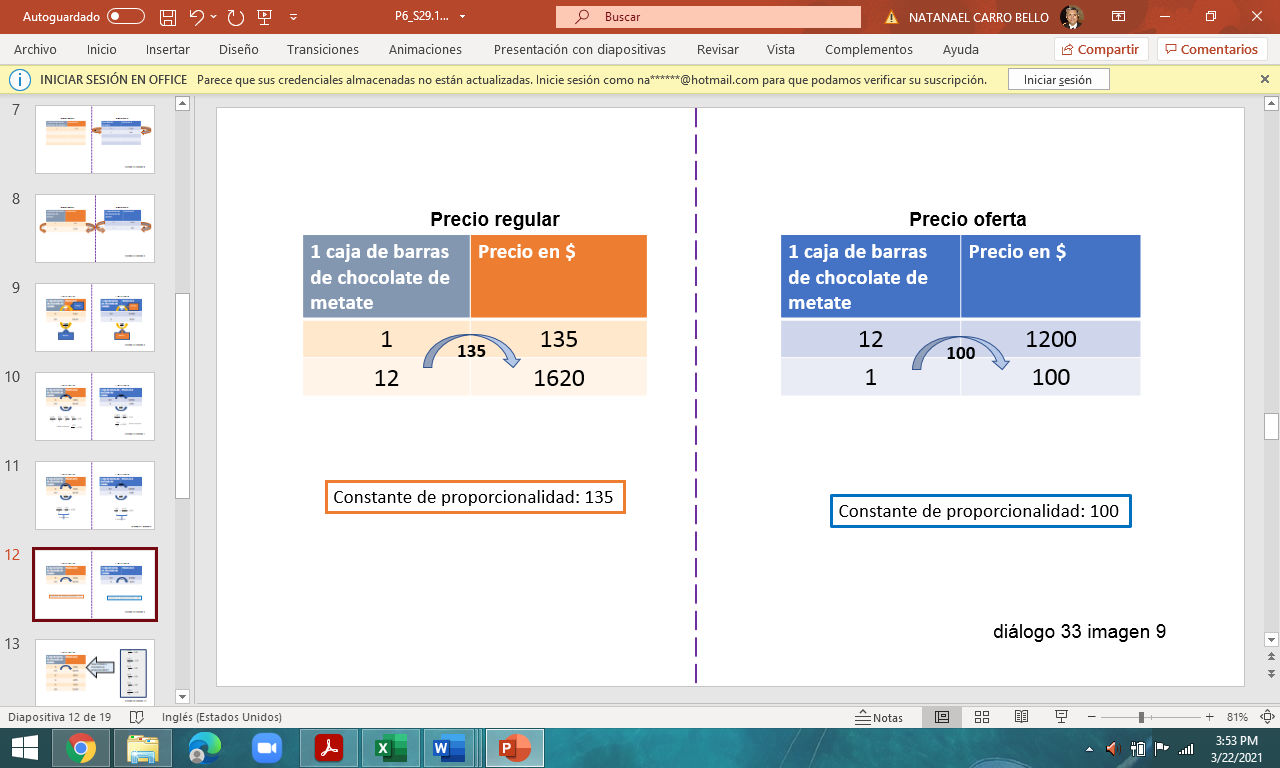 Autoguardado
P6_S29.1...
Buscar
NATANAEL CARRO BELLO
Archivo Inicio Insertar Diseño Transiciones Animaciones Presentación con diapositivas Revisar Vista Complementos Ayuda Compartir Comentarios
INICIAR SESIÓN EN OFFICE Parece que sus credenciales almacenadas no están actualizadas. Inicie sesión como na******@hotmail.com para que podamos verificar su suscripción. Iniciar sesión
7
8
9
10
11
12
13
Precio regular
1 caja de barras
de chocolate de
metate
Precio en $
1 135
135
12 1620
Constante de proporcionalidad: 135
Precio oferta
1 caja de barras
de chocolate de
metate
Precio en $
12 1200
100
1 100
Constante de proporcionalidad: 100
diálogo 33 imagen 9
Diapositiva 12 de 19 Inglés (Estados Unidos) Notas 81%
3:53 PM
3/22/2021